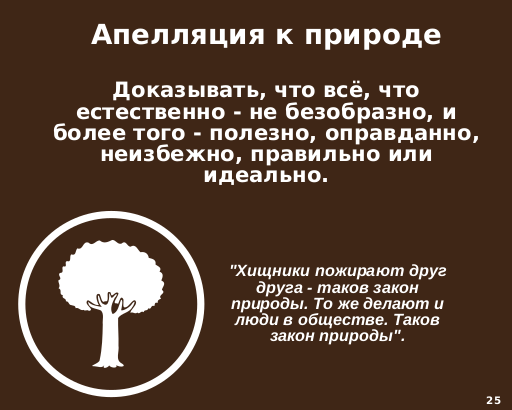 Апелляция к природе
Доказывать, что всё, что
естественно - не безобразно, и
более того - полезно, оправданно,
неизбежно, правильно или
идеально.
"Хищники пожирают друг
друга - таков закон
природы. То же делают и
люди в обществе. Таков
закон природы".
25